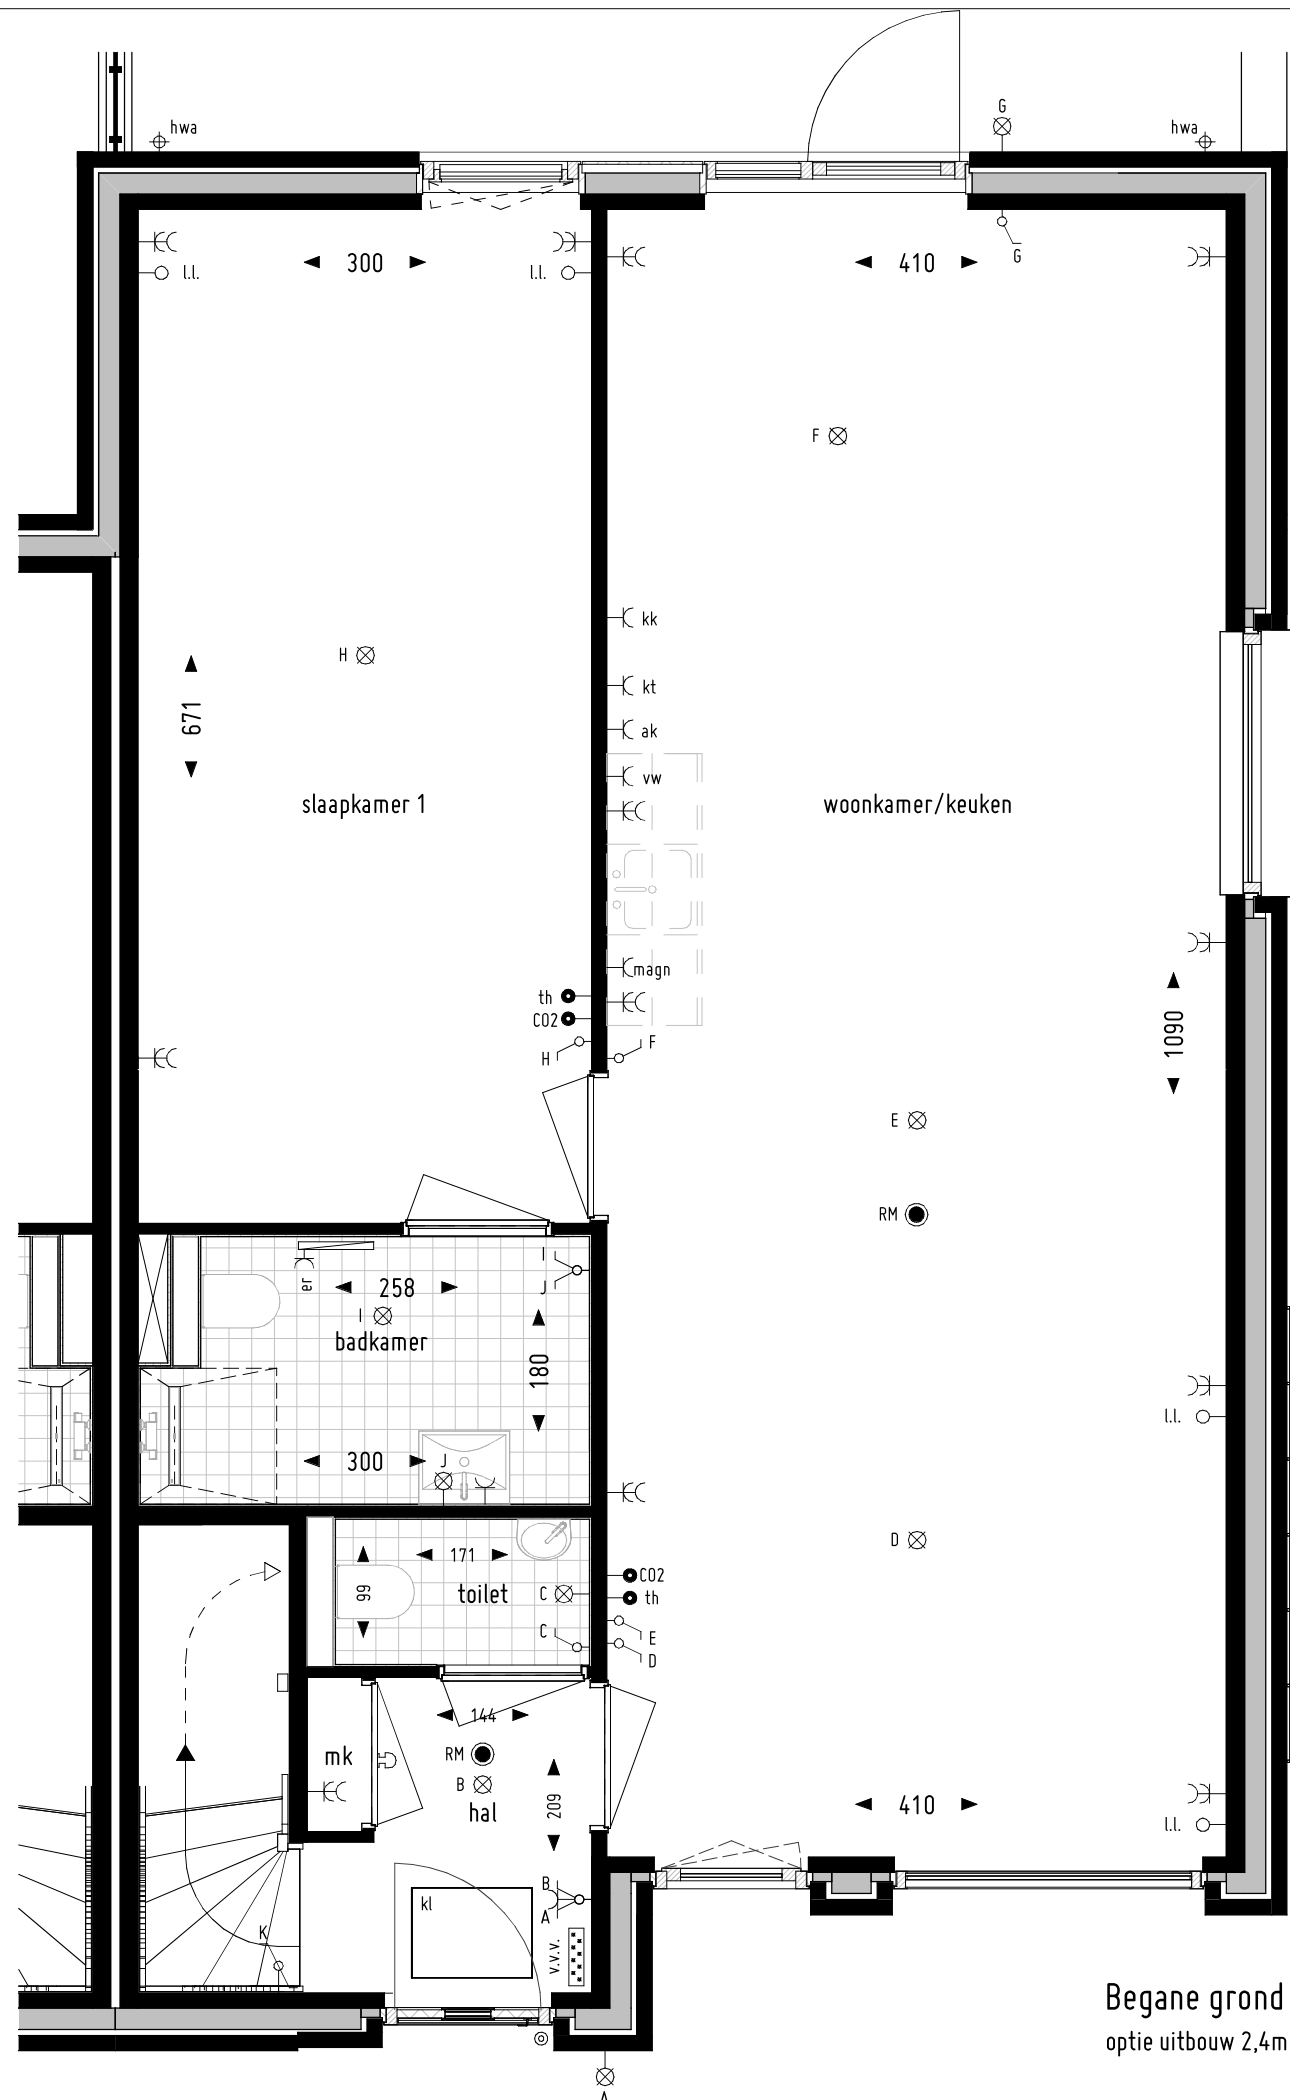 G
hwa
hwa
G
300
410
l.l.
l.l.
F
kk
H
kt
671
ak
vw
slaapkamer 1
woonkamer/keuken
magn
th
CO2
1090
H
F
E
RM
I
er
258
J
I
badkamer
180
l.l.
300
J
D
171
CO2
99
toilet
C
th
C
E
D
144
mk
RM
B
hal
209
410
l.l.
B
kl
A
K
v.v.v.
Begane grond
optie uitbouw 2,4m
A